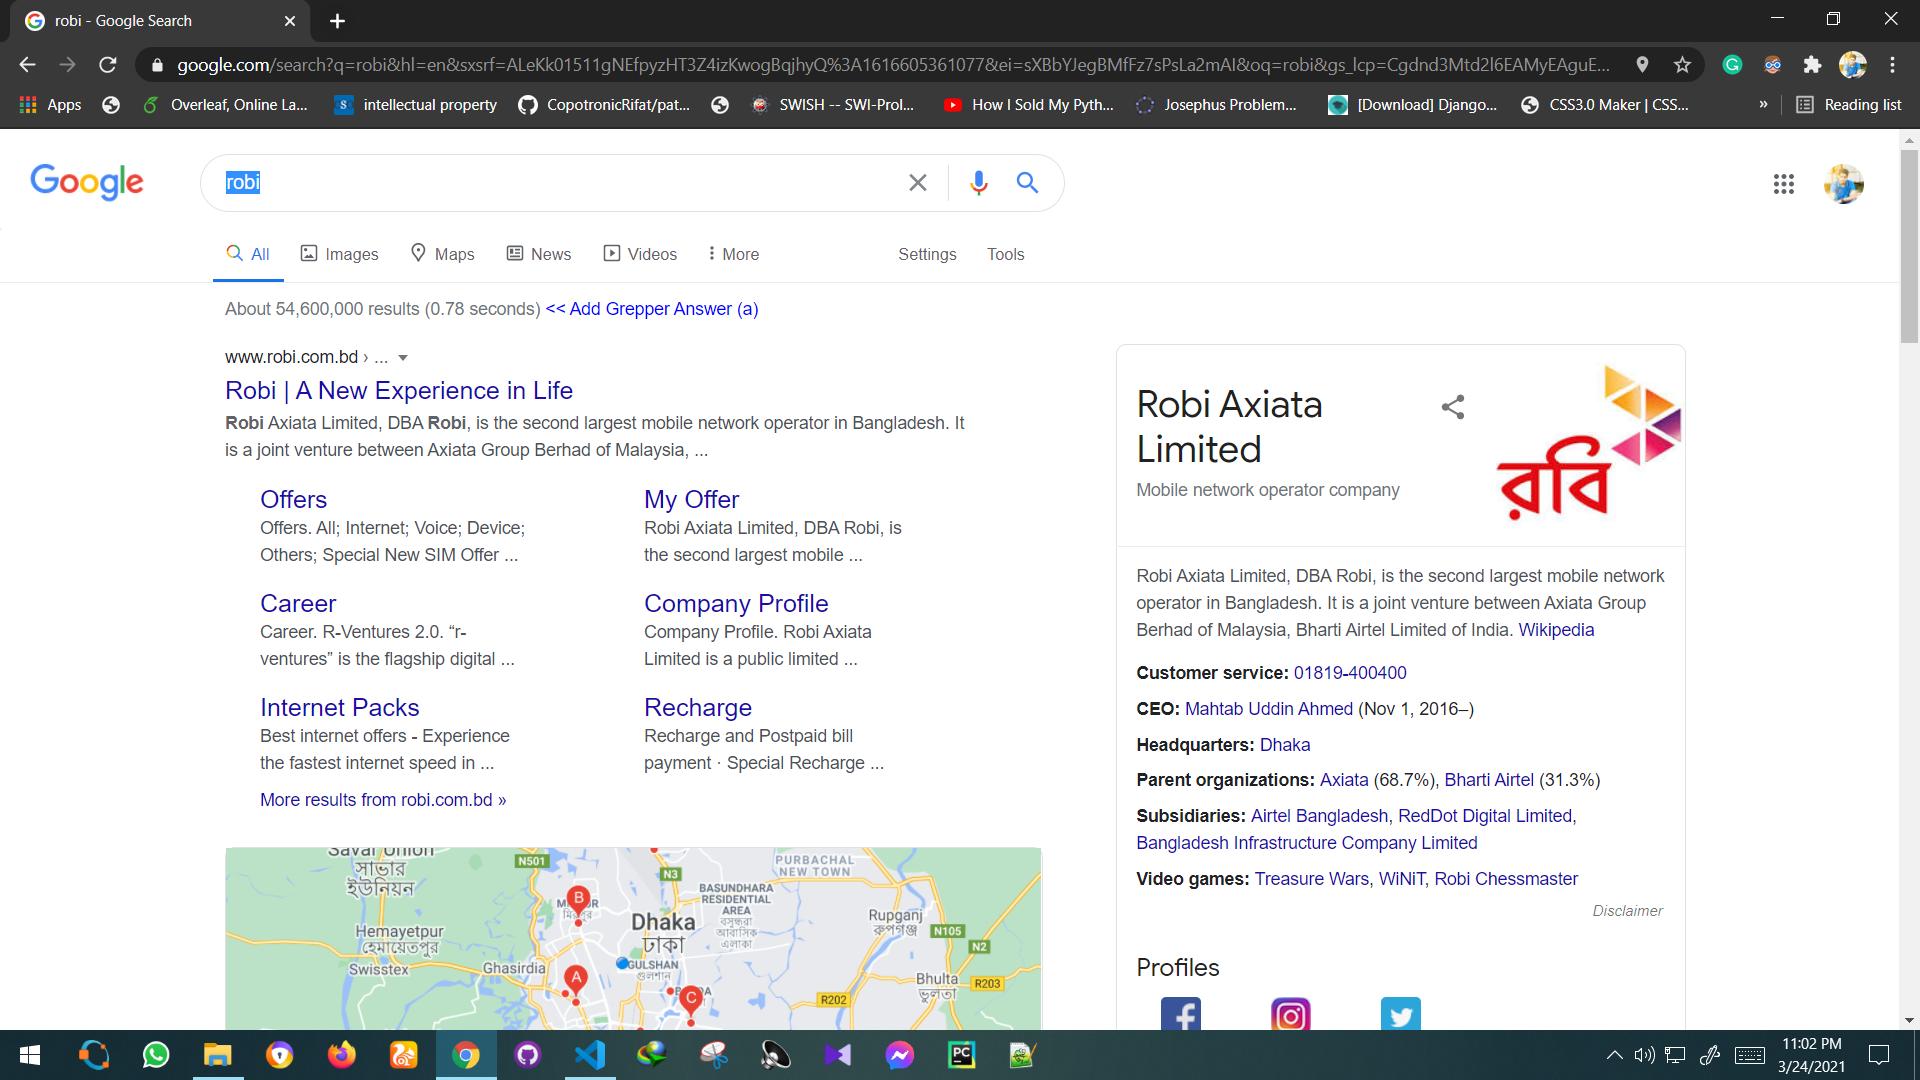 robi - Google Search
google.com/search?q=robi&hl=en&sxsrf=ALeKk01511gNEfpyzHT3Z4izKwogBqjhyQ%3A1616605361077&ei=sXBbYJegBMfFz7sPsLa2mAI&oq=robi&gs_lcp=Cgdnd3Mtd2l6EAMyEAguE...
Apps Overleaf, Online La... intellectual property CopotronicRifat/pat... SWISH -- SWI-Prol... How I Sold My Pyth... Josephus Problem... [Download] Django... CSS3.0 Maker | CSS... » Reading list
Google
robi
All Images Maps News Videos More Settings Tools
About 54,600,000 results (0.78 seconds) << Add Grepper Answer (a)
www.robi.com.bd › ...
Robi | A New Experience in Life
Robi Axiata Limited, DBA Robi, is the second largest mobile network operator in Bangladesh. It
is a joint venture between Axiata Group Berhad of Malaysia, ...
Offers
Offers. All; Internet; Voice; Device;
Others; Special New SIM Offer ...
My Offer
Robi Axiata Limited, DBA Robi, is
the second largest mobile ...
Career
Career. R-Ventures 2.0. “r-
ventures” is the flagship digital ...
Company Profile
Company Profile. Robi Axiata
Limited is a public limited ...
Internet Packs
Best internet offers - Experience
the fastest internet speed in ...
Recharge
Recharge and Postpaid bill
payment · Special Recharge ...
More results from robi.com.bd »
সাভার
ইউনিয়ন
N501
N3
PURBACHAL
NEW TOWN
BASUNDHARA
RESIDENTIAL
AREA
বসুন্ধরা
আবাসিক
এলাকা
B
Dhaka
ঢাকা
Rupganj
রূপগঞ্জ
N105
N2
Hemayetpur
হেমায়েতপুর
Swisstex
Ghasirdia
A
GULSHAN
গুলশান
C
Bhulta
ভুলতা
R203
R202
Robi Axiata
Limited
Mobile network operator company
রবি
Robi Axiata Limited, DBA Robi, is the second largest mobile network
operator in Bangladesh. It is a joint venture between Axiata Group
Berhad of Malaysia, Bharti Airtel Limited of India. Wikipedia
Customer service: 01819-400400
CEO: Mahtab Uddin Ahmed (Nov 1, 2016–)
Headquarters: Dhaka
Parent organizations: Axiata (68.7%), Bharti Airtel (31.3%)
Subsidiaries: Airtel Bangladesh, RedDot Digital Limited,
Bangladesh Infrastructure Company Limited
Video games: Treasure Wars, WiNiT, Robi Chessmaster
Disclaimer
Profiles
PC
11:02 PM
3/24/2021